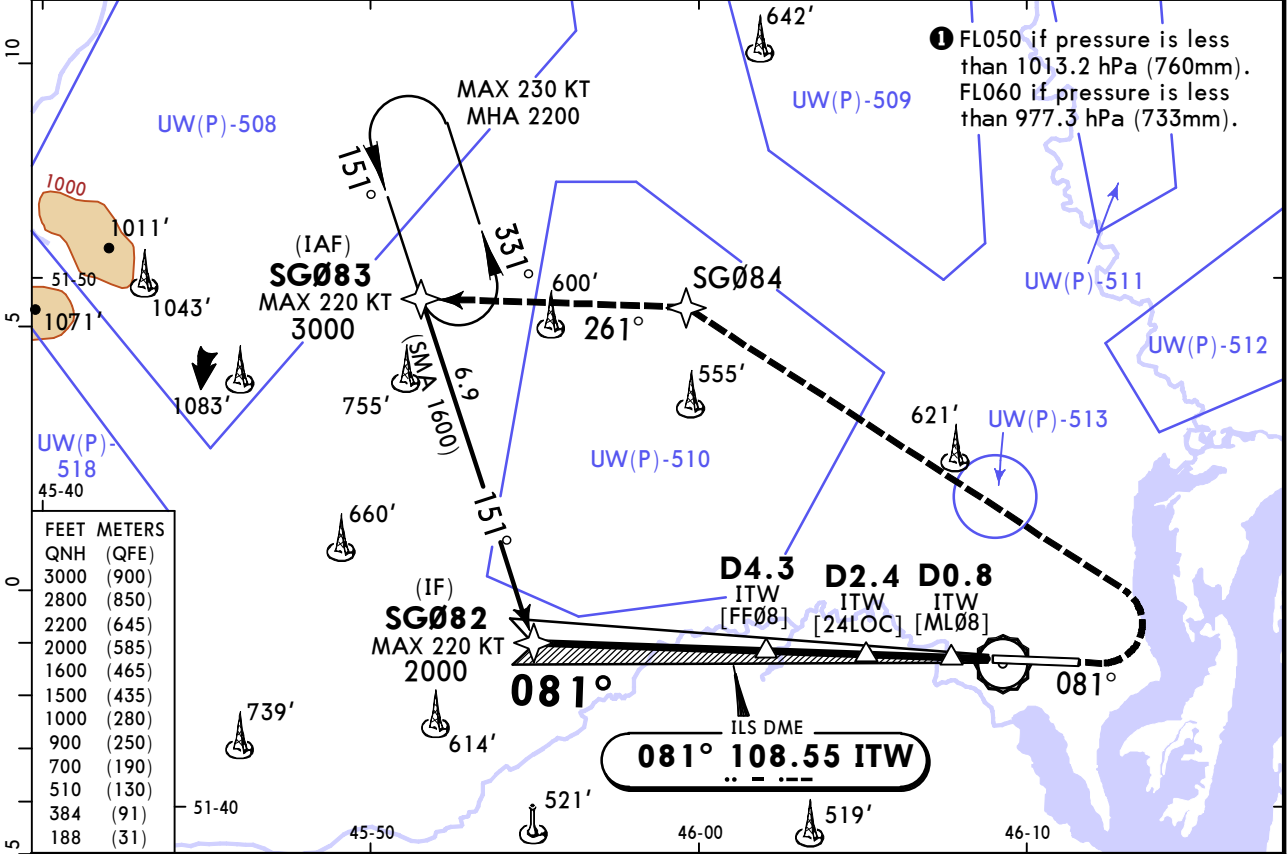 10
5
0
5
642'
❶ FL050 if pressure is less
than 1013.2 hPa (760mm).
FL060 if pressure is less
than 977.3 hPa (733mm).
MAX 230 KT
MHA 2200
UW(P)-509
UW(P)-508
151°
331°
1000
1011'
51-50
1043'
1071'
1083'
(IAF)
SGØ83
MAX 220 KT
3000
600'
261°
SGØ84
UW(P)-511
UW(P)-512
6.9
(SMA 1600)
755'
555'
621'
UW(P)-513
UW(P)-
518
45-40
UW(P)-510
151°
660'
FEET METERS
QNH (QFE)
3000 (900)
2800 (850)
2200 (645)
2000 (585)
1600 (465)
1500 (435)
1000 (280)
900 (250)
700 (190)
510 (130)
384 (91)
188 (31)
(IF)
SGØ82
MAX 220 KT
2000
D4.3
ITW
[FFØ8]
D2.4
ITW
[24LOC]
D0.8
ITW
[MLØ8]
081°
081°
739'
614'
ILS DME
081° 108.55 ITW
.. - .--
51-40
521'
519'
45-50
46-00
46-10